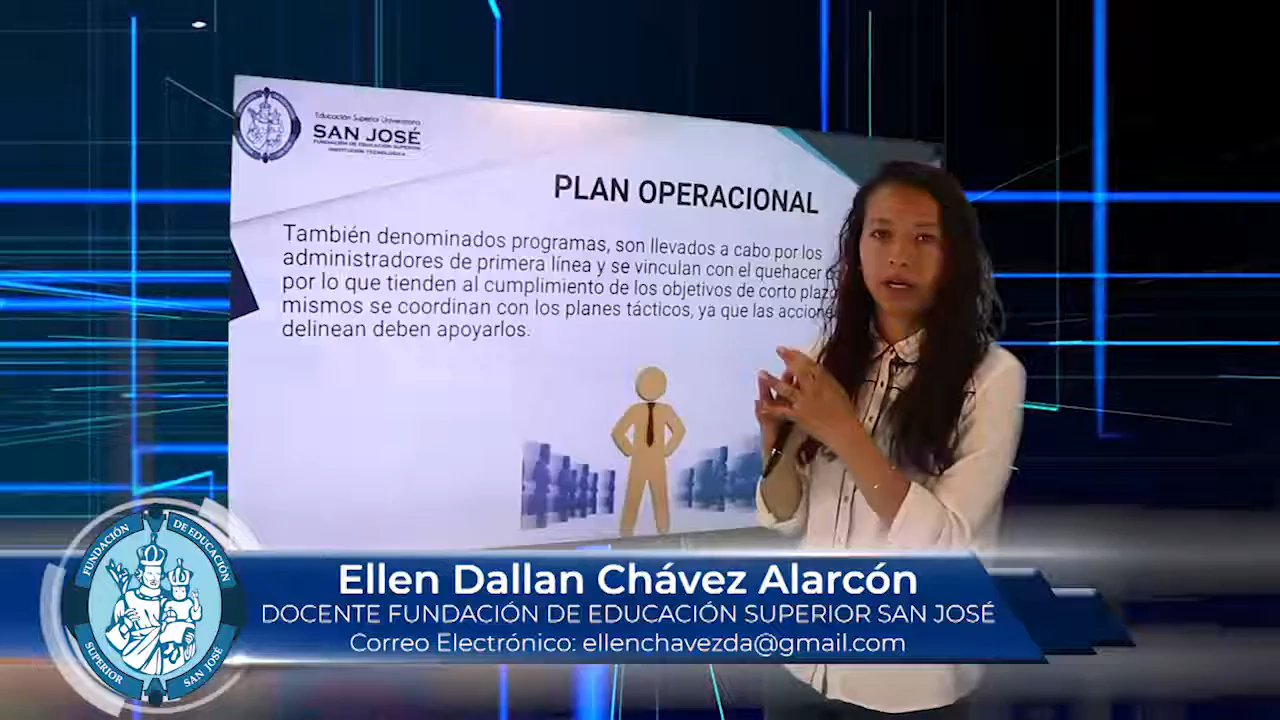 Educación Superior Universitaria
SAN JOSÉ
FUNDACIÓN DE EDUCACIÓN SUPERIOR
INSTITUCIÓN TECNOLÓGICA
PLAN OPERACIONAL
También denominados programas, son llevados a cabo por los
administradores de primera línea y se vinculan con el quehacer
por lo que tienden al cumplimiento de los objetivos de corto plazo
mismos se coordinan con los planes tácticos, ya que las accione
delinean deben apoyarlos.
Ellen Dallan Chávez Alarcón
DOCENTE FUNDACIÓN DE EDUCACIÓN SUPERIOR SAN JOSÉ
Correo Electrónico: ellenchavezda@gmail.com
FUNDACIÓN DE EDUCACIÓN
SUPERIOR SAN JOSÉ